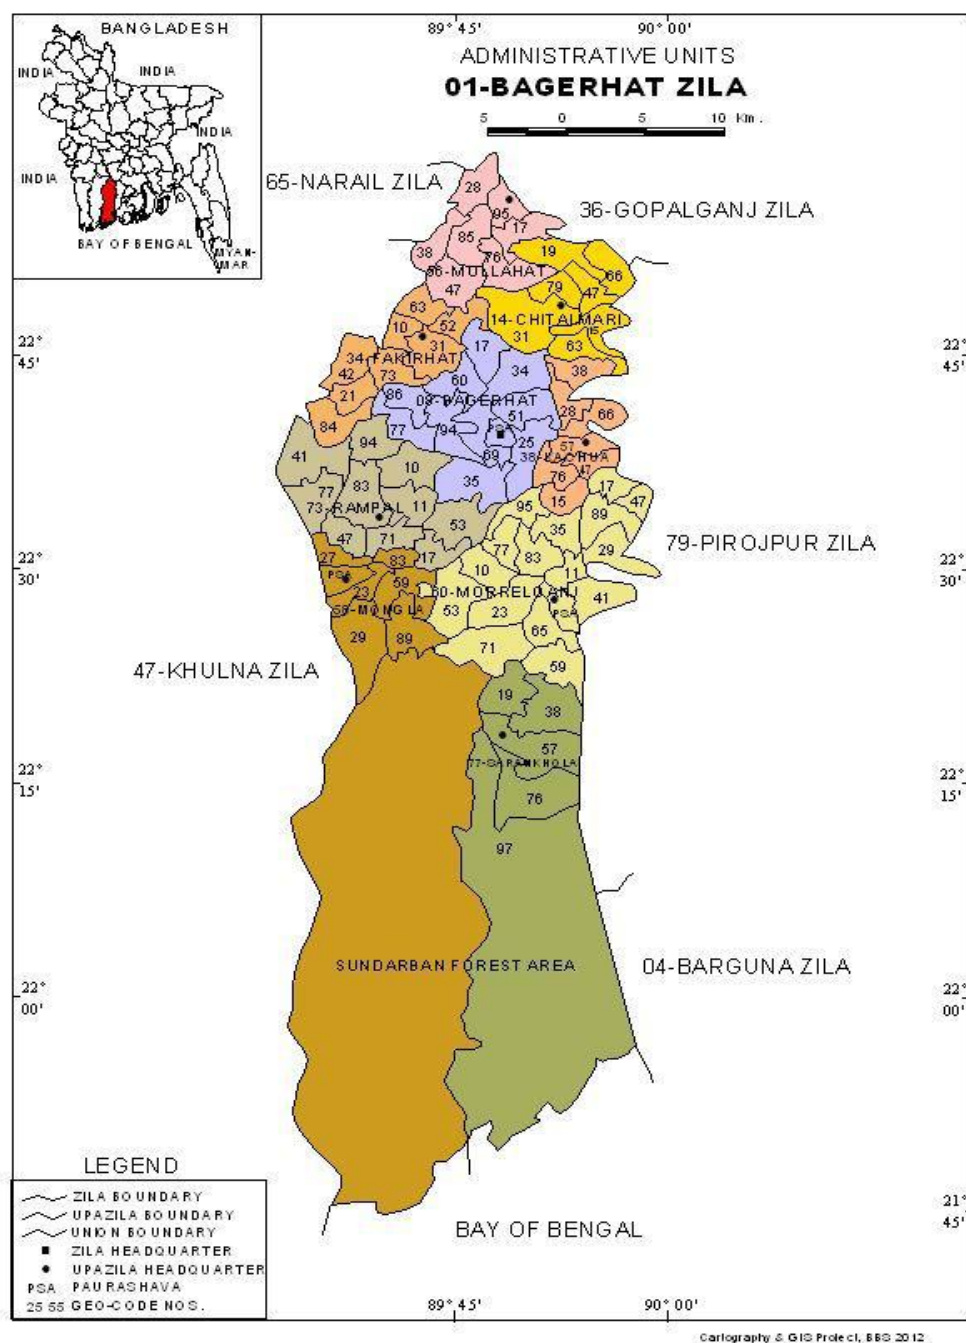 BANGLADESH
INDIA
INDIA
INDIA
INDIA
BAY OF BENGAL
MYAN-
MAR
89°45'
90°00'
ADMINISTRATIVE UNITS
01-BAGERHAT ZILA
5 0 5 10 Km.
65-NARAIL ZILA
36-GOPALGANJ ZILA
28
95
17
85
38
76
56-MULLAHAT
47
19
66
79
47
14-CHITALMARI
15
31
63
63
10
52
31
34
FAKIRHAT
42
73
21
84
17
34
60
86
08-BAGERHAT
51
77
94
PSA
25
69
38
35
38
28
66
57
KACHUA
47
76
15
94
41
10
77
83
73-RAMPAL
11
53
47
71
17
22°
45'
22°
45'
95
17
47
89
35
77
83
29
10
11
60-MORRELGANJ
41
53
23
PSA
65
71
59
27
83
PSA
59
23
58-MONGLA
29
89
79-PIROJPUR ZILA
22°
30'
22°
30'
47-KHULNA ZILA
19
38
57
77-SARANKHOLA
76
97
22°
15'
22°
15'
SUNDARBAN FOREST AREA
04-BARGUNA ZILA
22°
00'
22°
00'
LEGEND
ZILA BOUNDARY
UPAZILA BOUNDARY
UNION BOUNDARY
ZILA HEADQUARTER
UPAZILA HEADQUARTER
PSA PAURASHAVA
25 55 GEO-CODE NOS.
BAY OF BENGAL
21°
45'
89°45'
90°00'
Cartography & GIS Project, BBS 2012